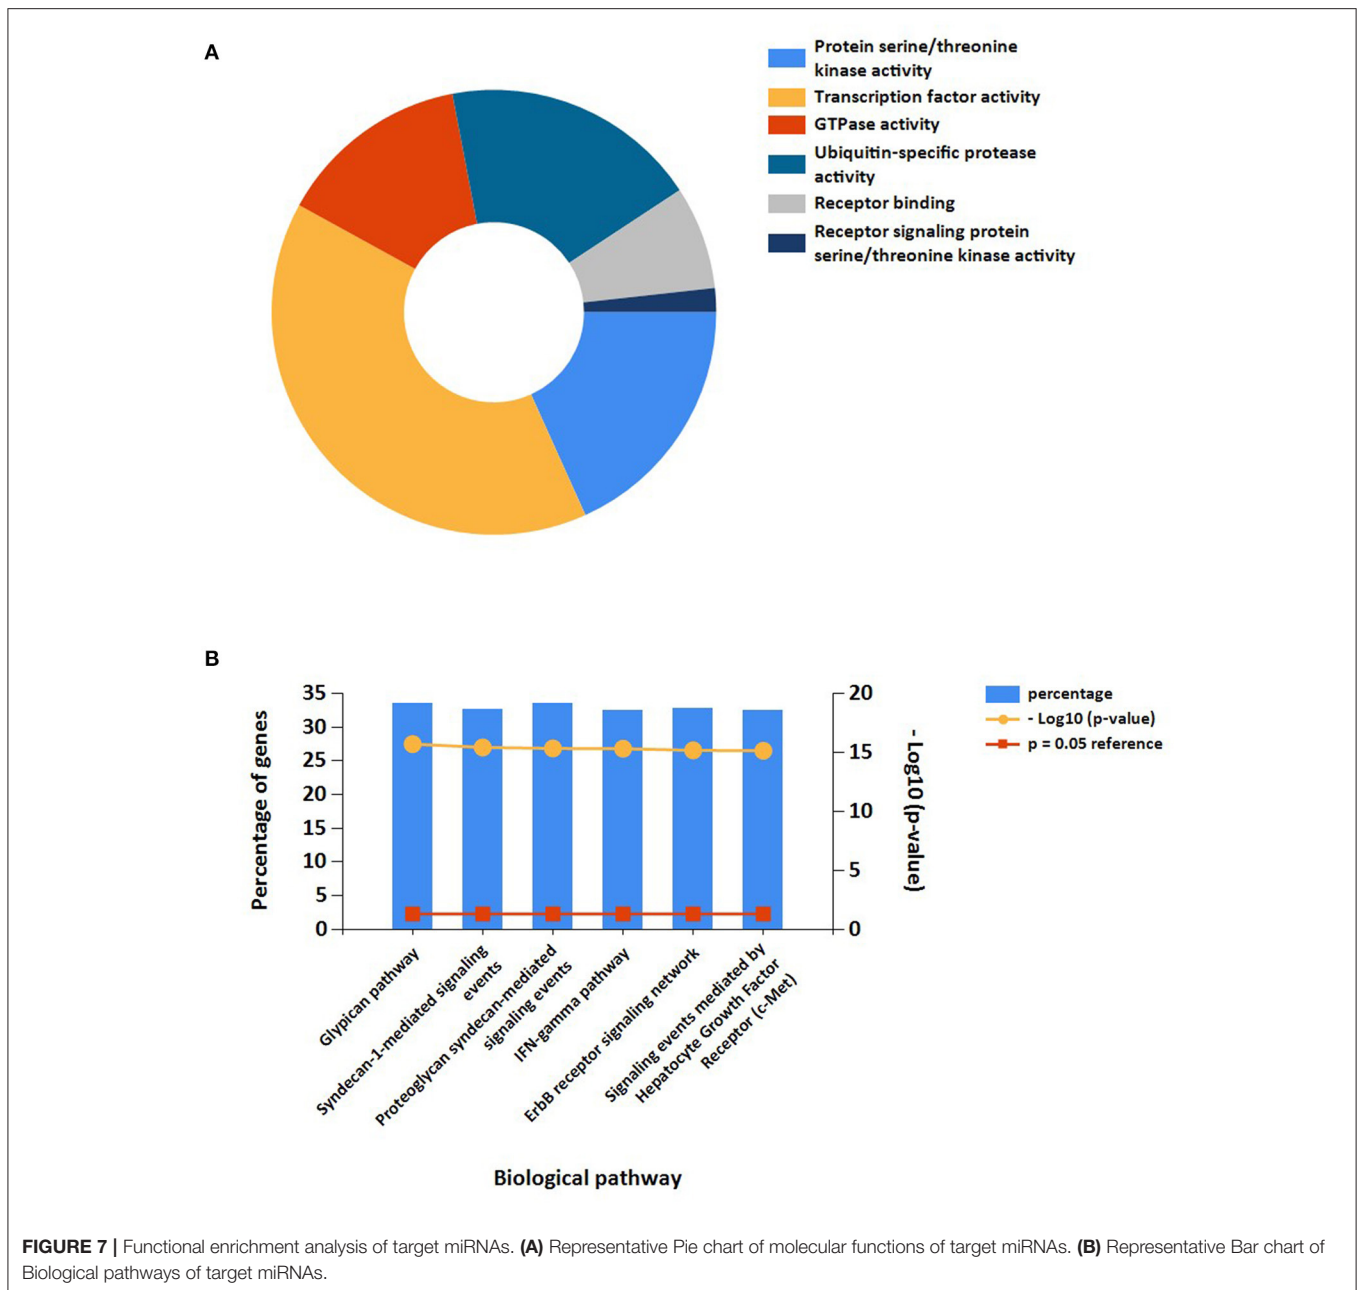 A
Protein serine/threonine
kinase activity
Transcription factor activity
GTPase activity
Ubiquitin-specific protease
activity
Receptor binding
Receptor signaling protein
serine/threonine kinase activity
B
Percentage of genes
35
30
25
20
15
10
5
0
20
15
10
5
0
- Log10 (p-value)
percentage
- Log10 (p-value)
p = 0.05 reference
Glypican pathway
Syndecan-1-mediated signaling
events
Proteoglycan syndecan-mediated
signaling events
IFN-gamma pathway
ErbB receptor signaling network
Signaling events mediated by
Hepatocyte Growth Factor
Receptor (c-Met)
Biological pathway
FIGURE 7 | Functional enrichment analysis of target miRNAs. (A) Representative Pie chart of molecular functions of target miRNAs. (B) Representative Bar chart of
Biological pathways of target miRNAs.